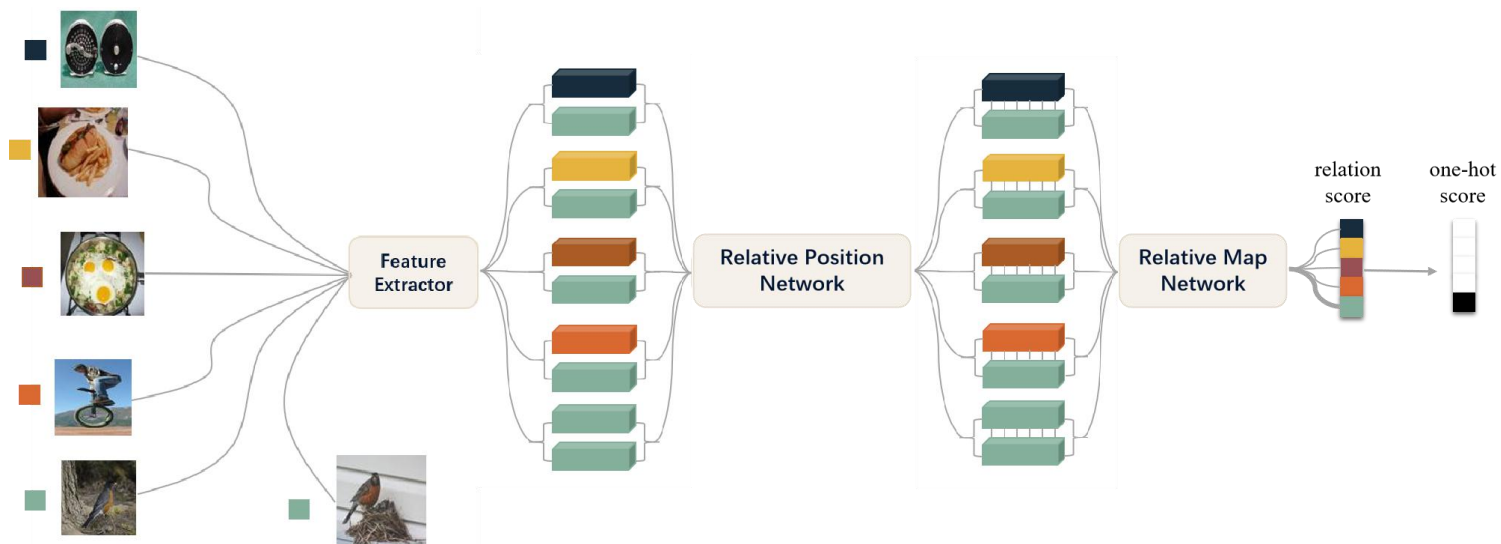 Feature
Extractor
Relative Position
Network
Relative Map
Network
relation
score
one-hot
score